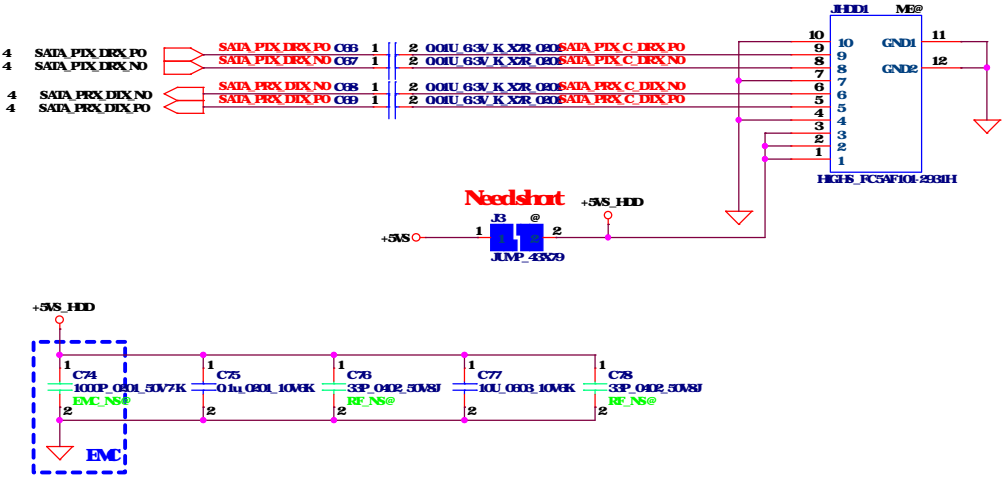 JHDD1 ME@
4 SATA_PTX_DRX_P0 SATA_PTX_DRX_P0 C66 1 2 0.01U_6.3V_K_X7R_0201 SATA_PTX_C_DRX_P0
4 SATA_PTX_DRX_N0 SATA_PTX_DRX_N0 C67 1 2 0.01U_6.3V_K_X7R_0201 SATA_PTX_C_DRX_N0
4 SATA_PRX_DTX_N0 SATA_PRX_DTX_N0 C68 1 2 0.01U_6.3V_K_X7R_0201 SATA_PRX_C_DTX_N0
4 SATA_PRX_DTX_P0 SATA_PRX_DTX_P0 C69 1 2 0.01U_6.3V_K_X7R_0201 SATA_PRX_C_DTX_P0
10 10 GND1 11
9 9
8 8 GND2 12
7 7
6 6
5 5
4 4
3 3
2 2
1 1
HIGHS_FC5AF101-2931H
Need short
J3 @ +5VS_HDD
+5VS 1 1 2 2
JUMP_43X79
+5VS_HDD
1 1 1 1 1
C74 C75 C76 C77 C78
1000P_0201_50V7-K 0.1u_0201_10V6K 33P_0402_50V8J 10U_0603_10V6K 33P_0402_50V8J
EMC_NS@ RF_NS@ RF_NS@
2 2 2 2 2
EMC